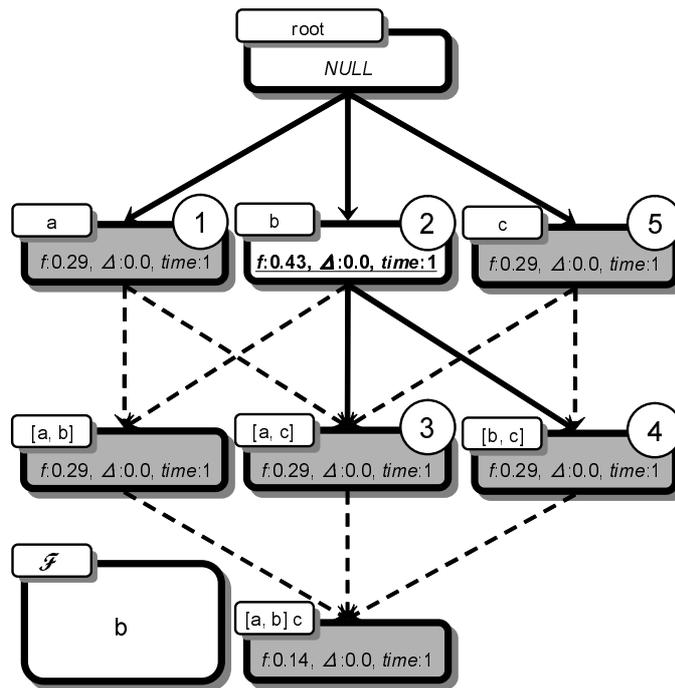 root
NULL
a
1
f:0.29, Δ:0.0, time:1
b
2
f:0.43, Δ:0.0, time:1
c
5
f:0.29, Δ:0.0, time:1
[a, b]
f:0.29, Δ:0.0, time:1
[a, c]
3
f:0.29, Δ:0.0, time:1
[b, c]
4
f:0.29, Δ:0.0, time:1
ℱ
b
[a, b] c
f:0.14, Δ:0.0, time:1